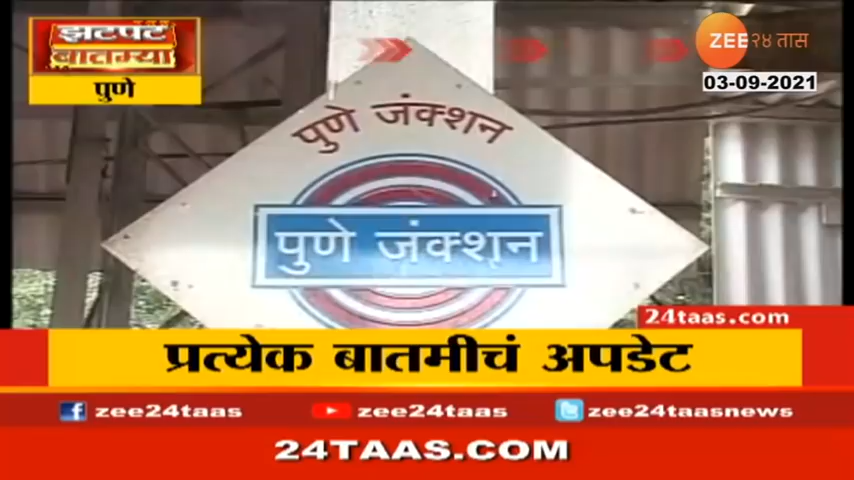 झटपट
बातम्या
पुणे
ZEE २४ तास
03-09-2021
पुणे जंक्शन
पुणे जंक्शन
24taas.com
प्रत्येक बातमीचं अपडेट
zee24taas
zee24taas
zee24taasnews
24TAAS.COM